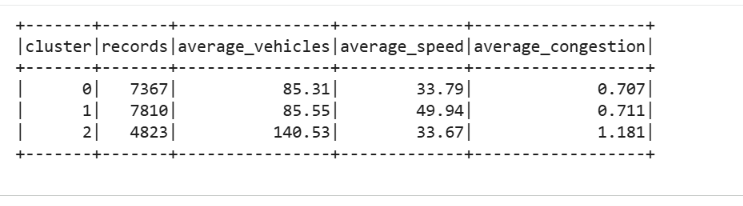 +-------+-------+----------------+-------------+------------------+
|cluster|records|average_vehicles|average_speed|average_congestion|
+-------+-------+----------------+-------------+------------------+
|      0|   7367|           85.31|        33.79|             0.707|
|      1|   7810|           85.55|        49.94|             0.711|
|      2|   4823|          140.53|        33.67|             1.181|
+-------+-------+----------------+-------------+------------------+